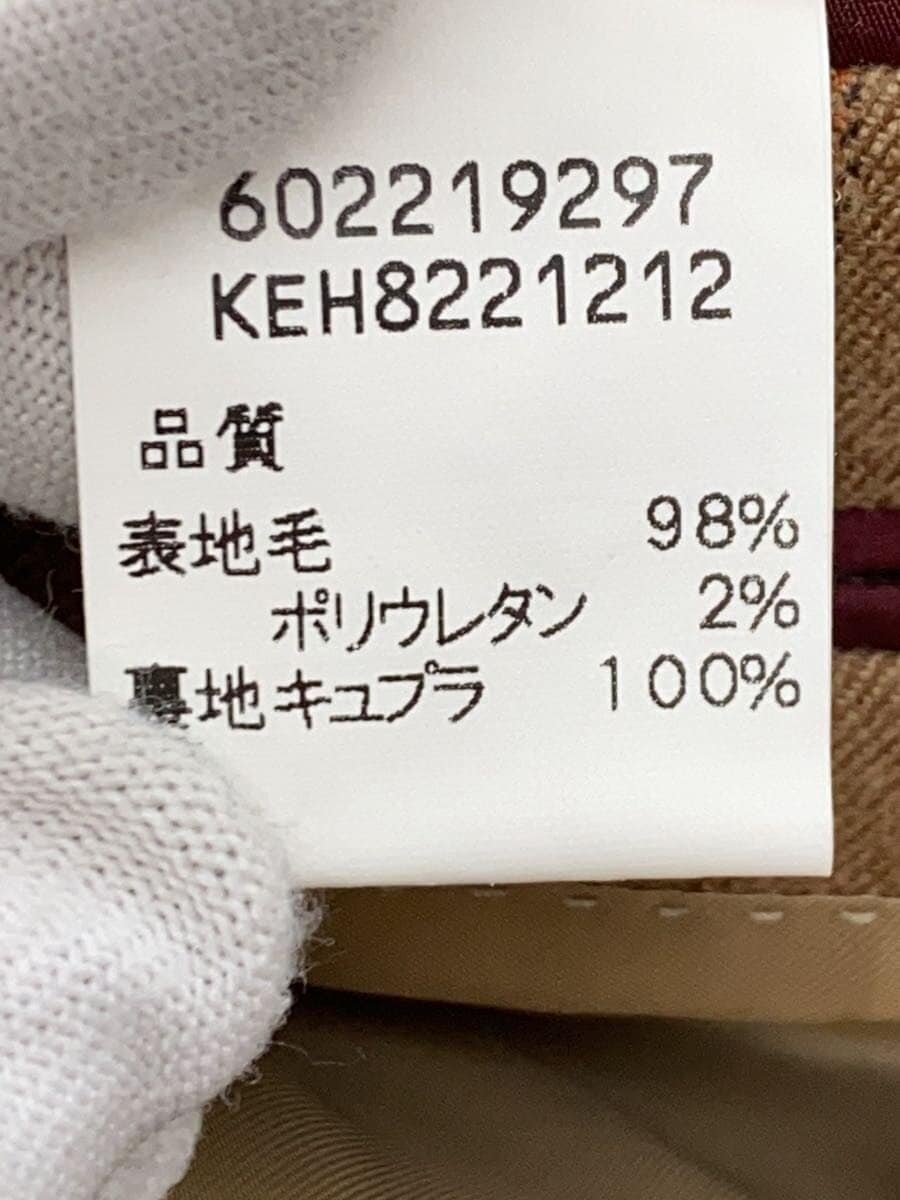 602219297
KEH8221212
品質
表地毛 98%
ポリウレタン 2%
裏地キュプラ 100%